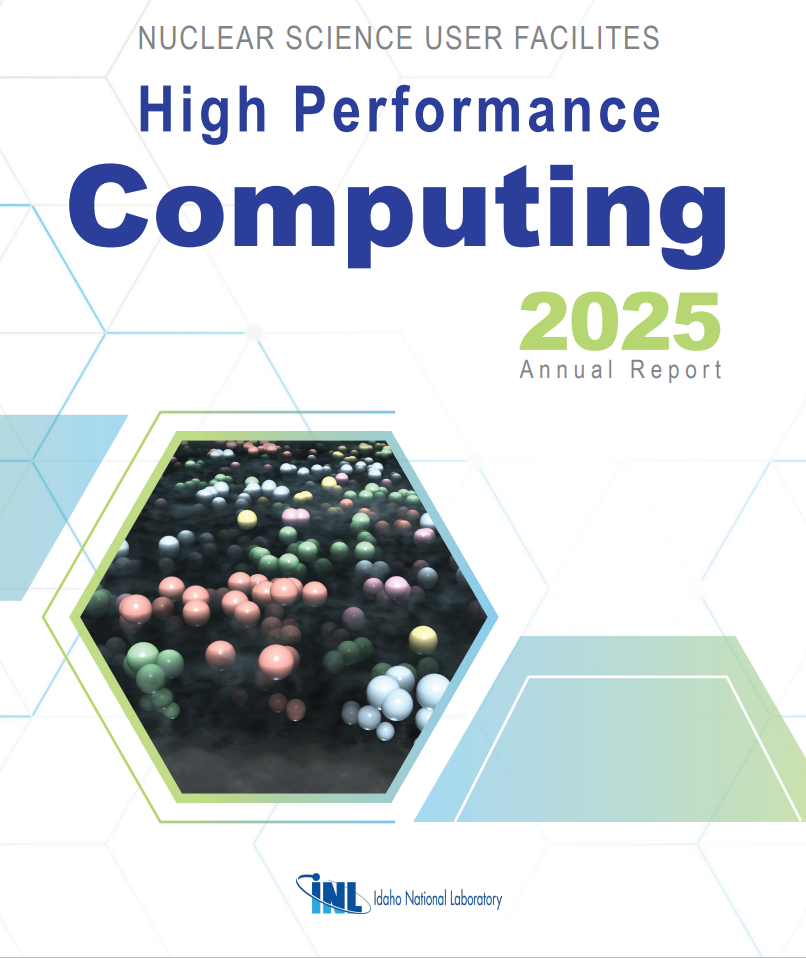 NUCLEAR SCIENCE USER FACILITES
High Performance
Computing
2025
Annual Report
INL Idaho National Laboratory